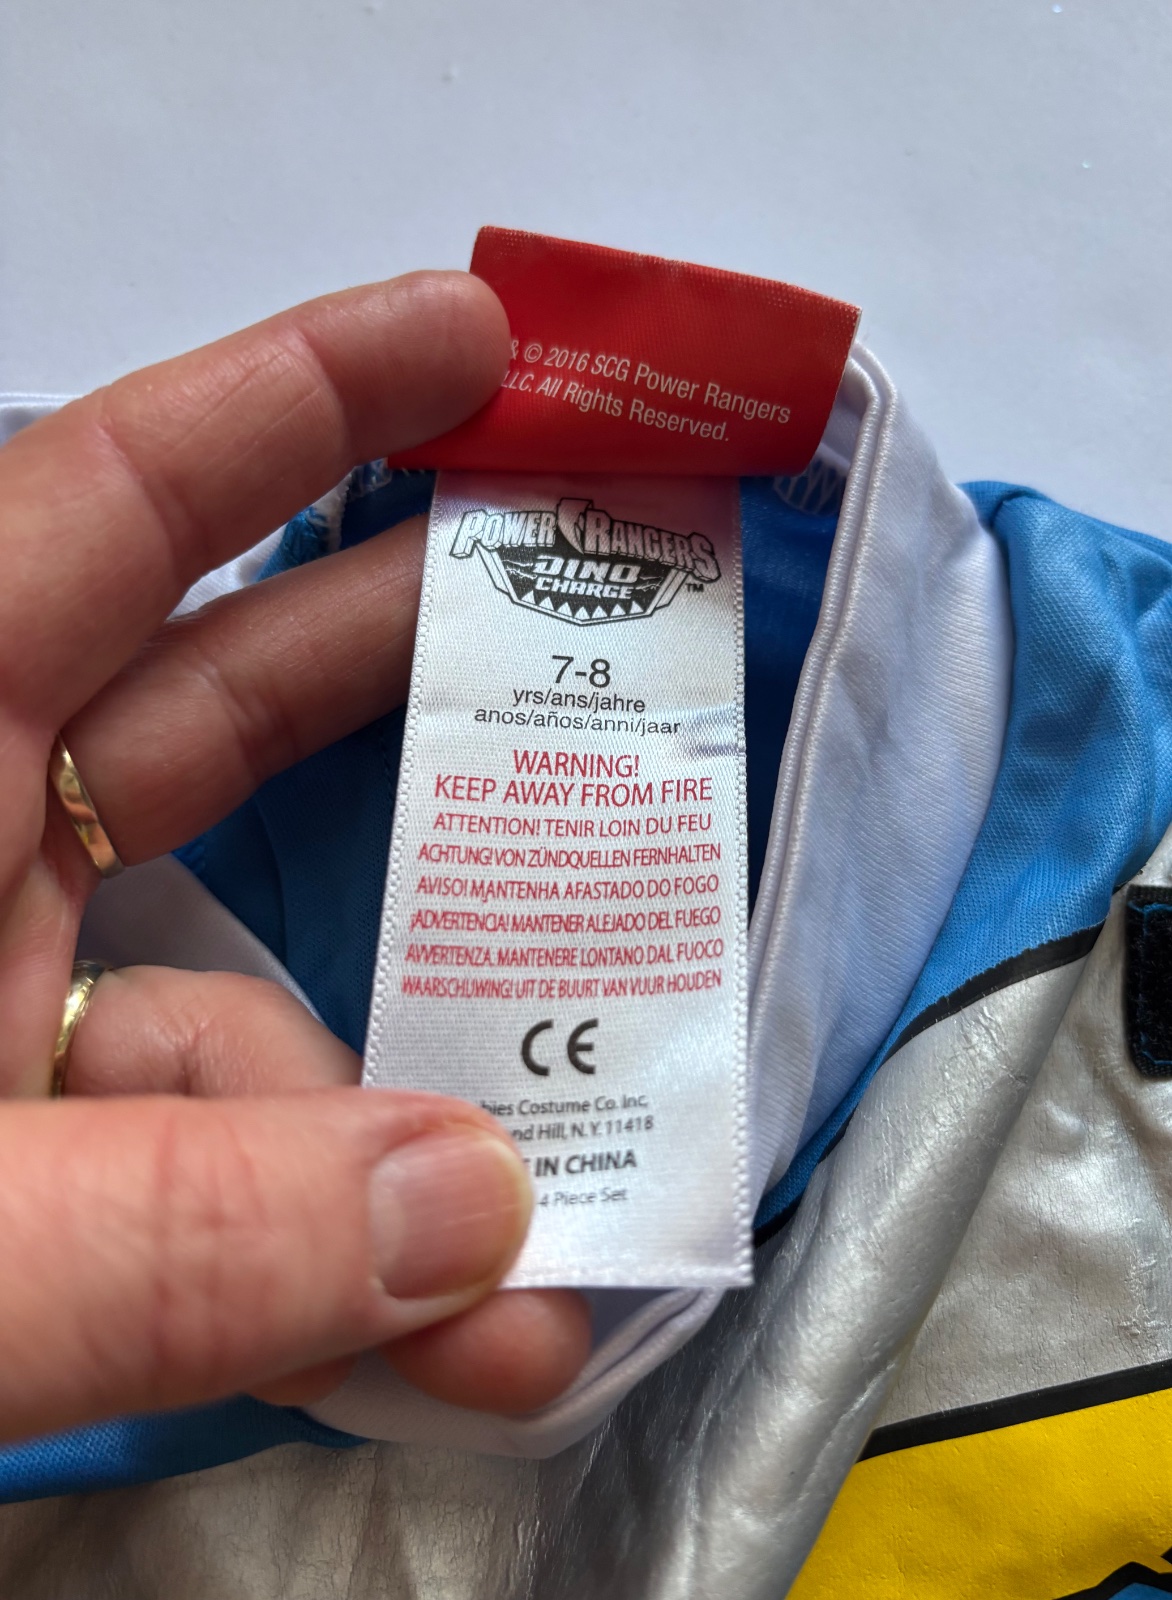 & © 2016 SCG Power Rangers
LLC. All Rights Reserved.
POWER RANGERS
DINO
CHARGE™
7-8
yrs/ans/jahre
anos/años/anni/jaar
WARNING!
KEEP AWAY FROM FIRE
ATTENTION! TENIR LOIN DU FEU
ACHTUNG! VON ZÜNDQUELLEN FERNHALTEN
AVISO! MANTENHA AFASTADO DO FOGO
¡ADVERTENCIA! MANTENER ALEJADO DEL FUEGO
AVVERTENZA. MANTENERE LONTANO DAL FUOCO
WAARSCHUWING! UIT DE BUURT VAN VUUR HOUDEN
CE
Costume Co. Inc.
Hill, N.Y. 11418
IN CHINA
4 Piece Set